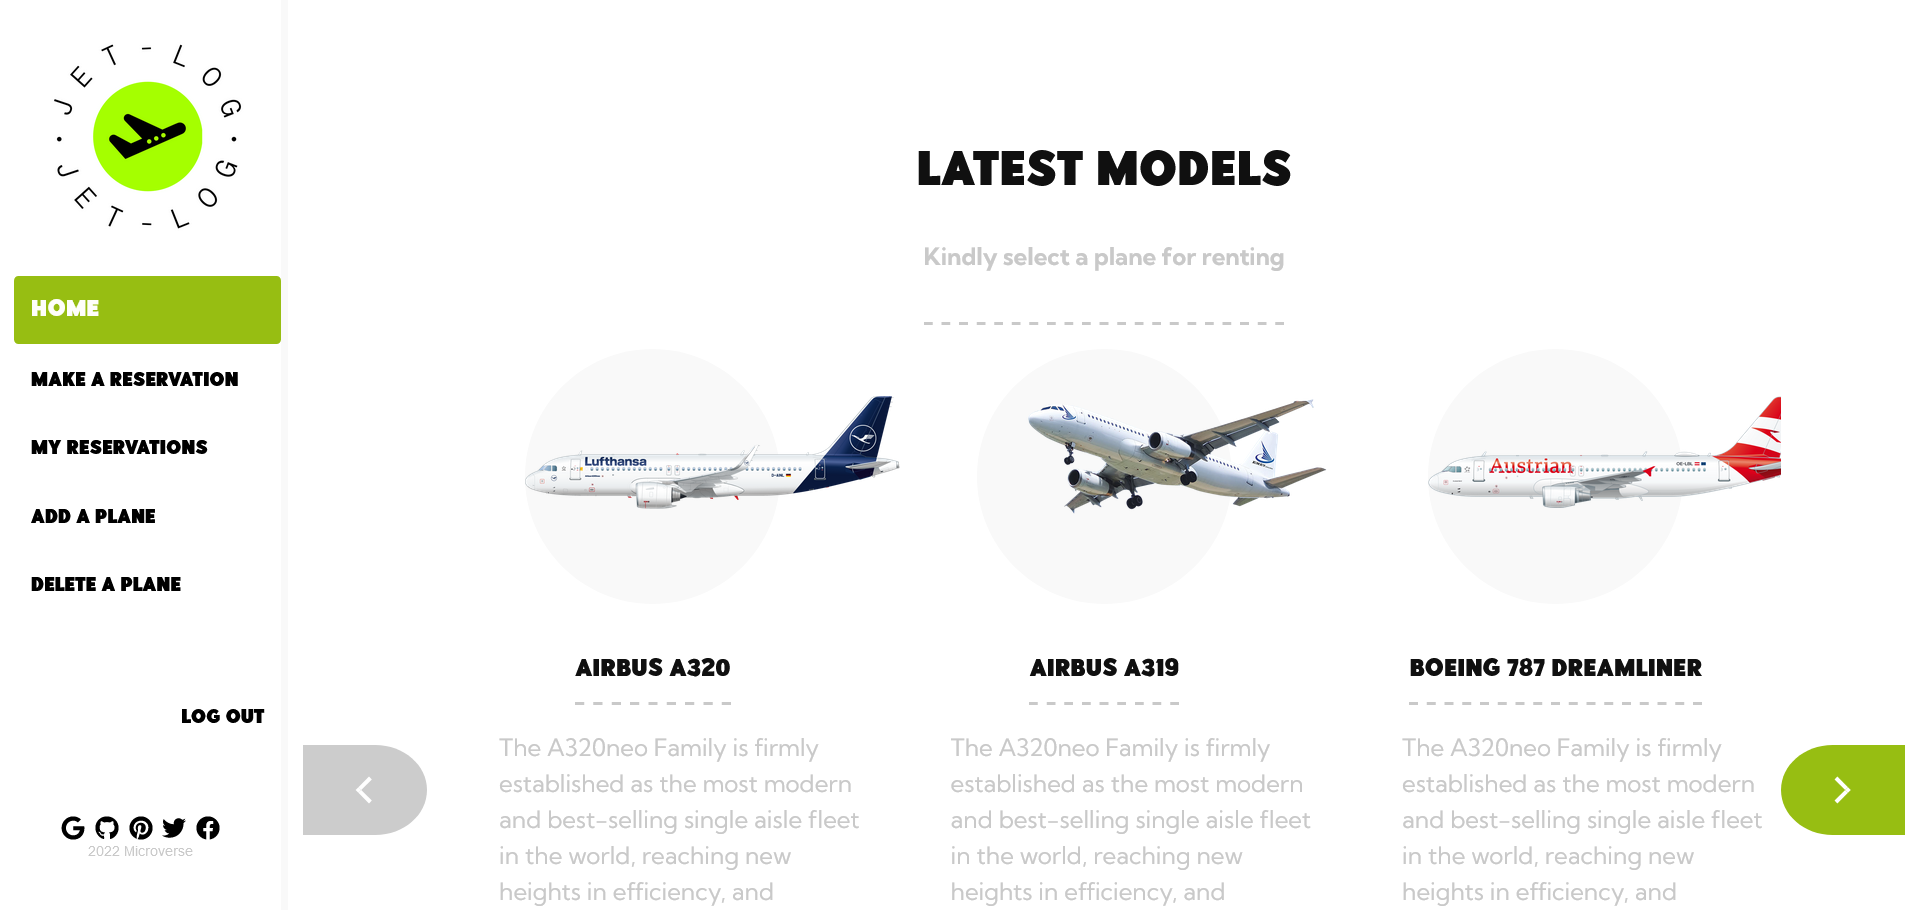 JET-LOG · JET-LOG ·
HOME
MAKE A RESERVATION
MY RESERVATIONS
ADD A PLANE
DELETE A PLANE
LOG OUT
2022 Microverse
LATEST MODELS
Kindly select a plane for renting
Lufthansa
AIRBUS A320
The A320neo Family is firmly
established as the most modern
and best-selling single aisle fleet
in the world, reaching new
heights in efficiency, and
AIRBUS A319
The A320neo Family is firmly
established as the most modern
and best-selling single aisle fleet
in the world, reaching new
heights in efficiency, and
Austrian
OE-LBL
BOEING 787 DREAMLINER
The A320neo Family is firmly
established as the most modern
and best-selling single aisle fleet
in the world, reaching new
heights in efficiency, and